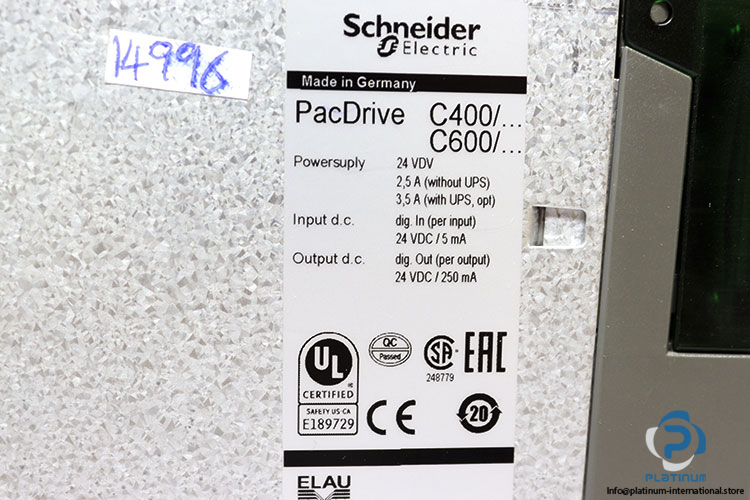 14996
Schneider
Electric
Made in Germany
PacDrive C400/...
C600/...
Powersuply 24 VDV
2,5 A (without UPS)
3,5 A (with UPS, opt)
Input d.c. dig. In (per input)
24 VDC / 5 mA
Output d.c. dig. Out (per output)
24 VDC / 250 mA
UL
CERTIFIED
SAFETY US-CA
E189729
QC
Passed
SA
248779
EAC
CE
20
ELAU
PLATINUM
Info@platinum-international.store